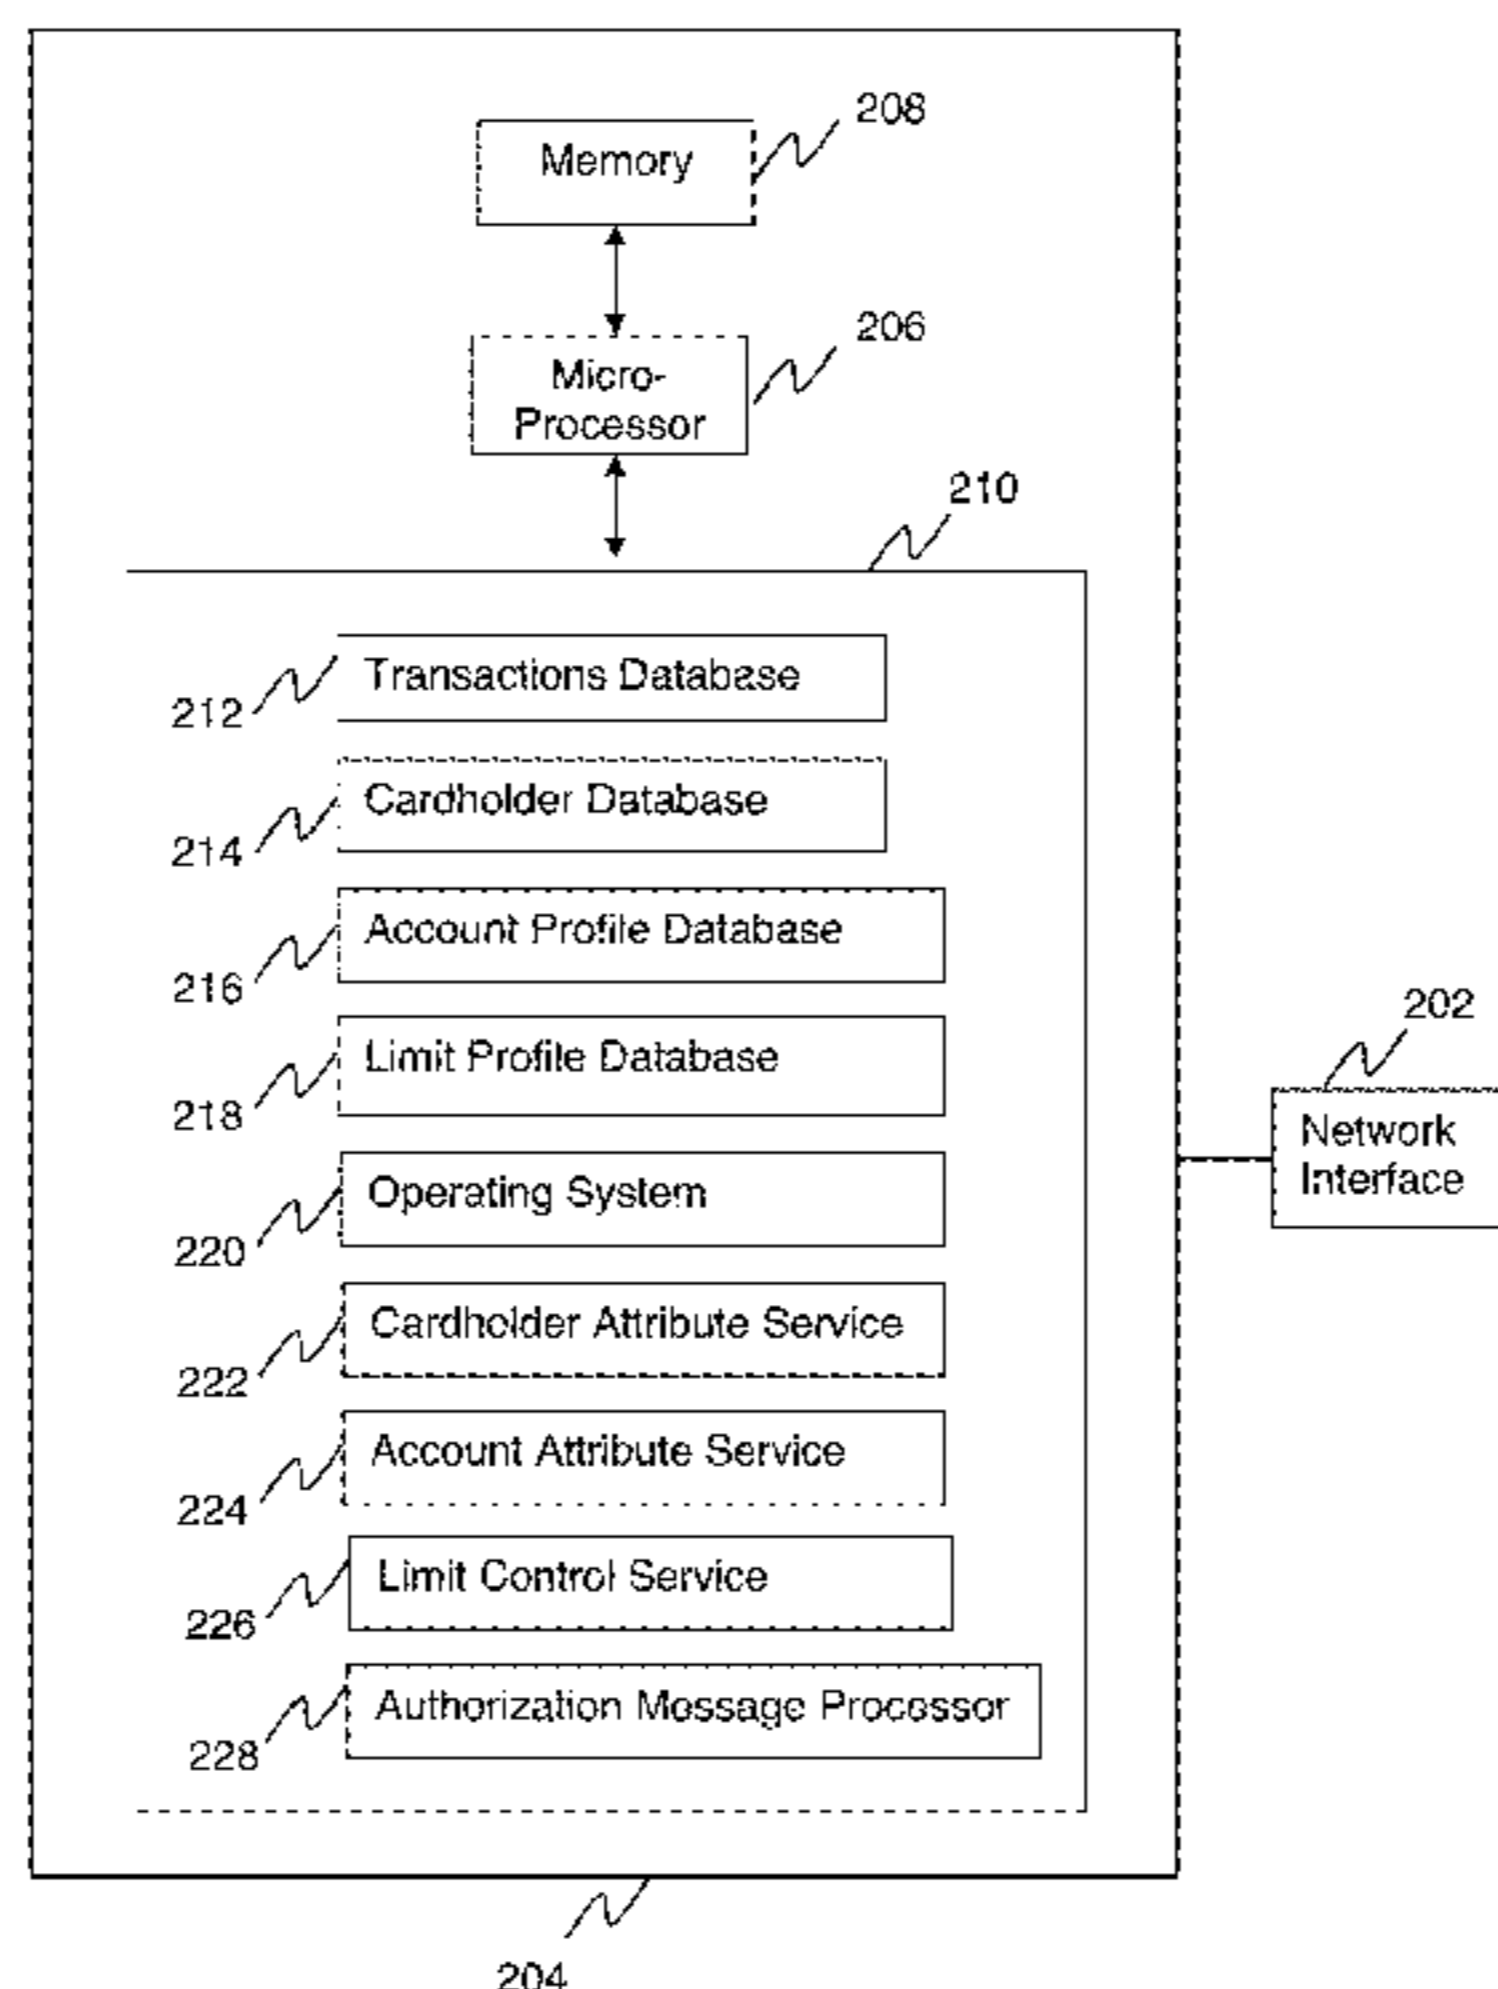 208
Memory
206
Micro-
Processor
210
Transactions Database
212
Cardholder Database
214
Account Profile Database
216
202
Limit Profile Database
218
Network
Interface
Operating System
220
Cardholder Attribute Service
222
Account Attribute Service
224
Limit Control Service
226
Authorization Message Processor
228
204